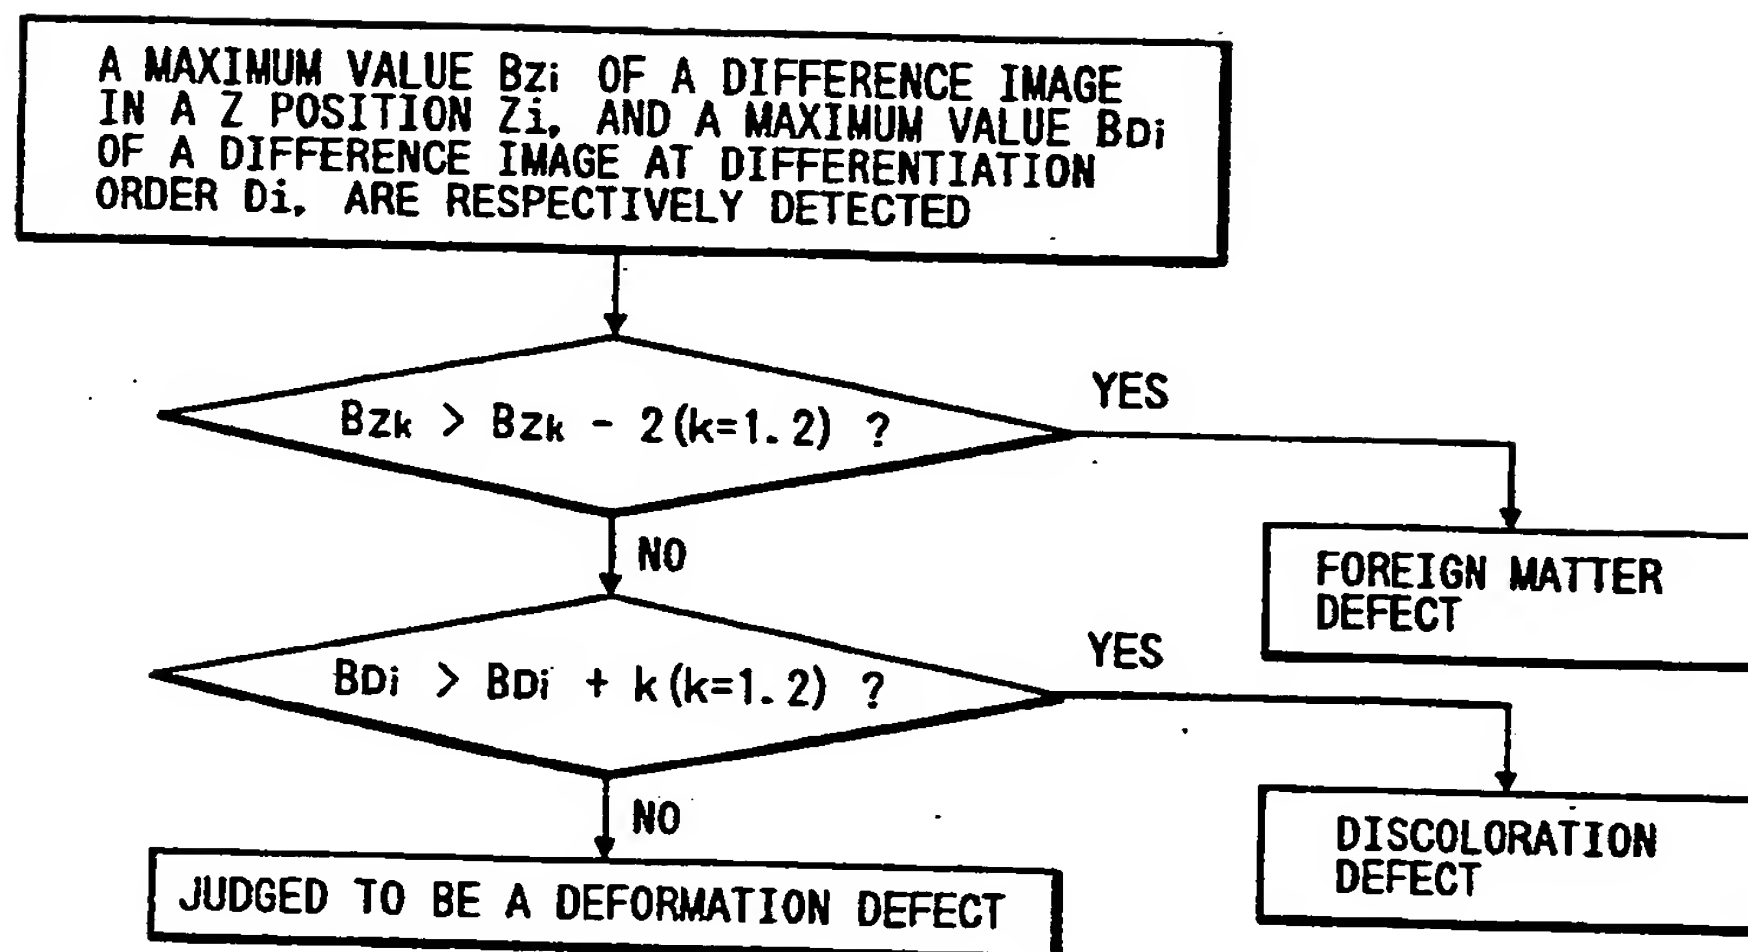 A MAXIMUM VALUE BZi OF A DIFFERENCE IMAGE
IN A Z POSITION Zi, AND A MAXIMUM VALUE BDi
OF A DIFFERENCE IMAGE AT DIFFERENTIATION
ORDER Di, ARE RESPECTIVELY DETECTED
BZk > BZk - 2(k=1.2) ?
YES
NO
FOREIGN MATTER
DEFECT
BDi > BDi + k(k=1.2) ?
YES
NO
DISCOLORATION
DEFECT
JUDGED TO BE A DEFORMATION DEFECT